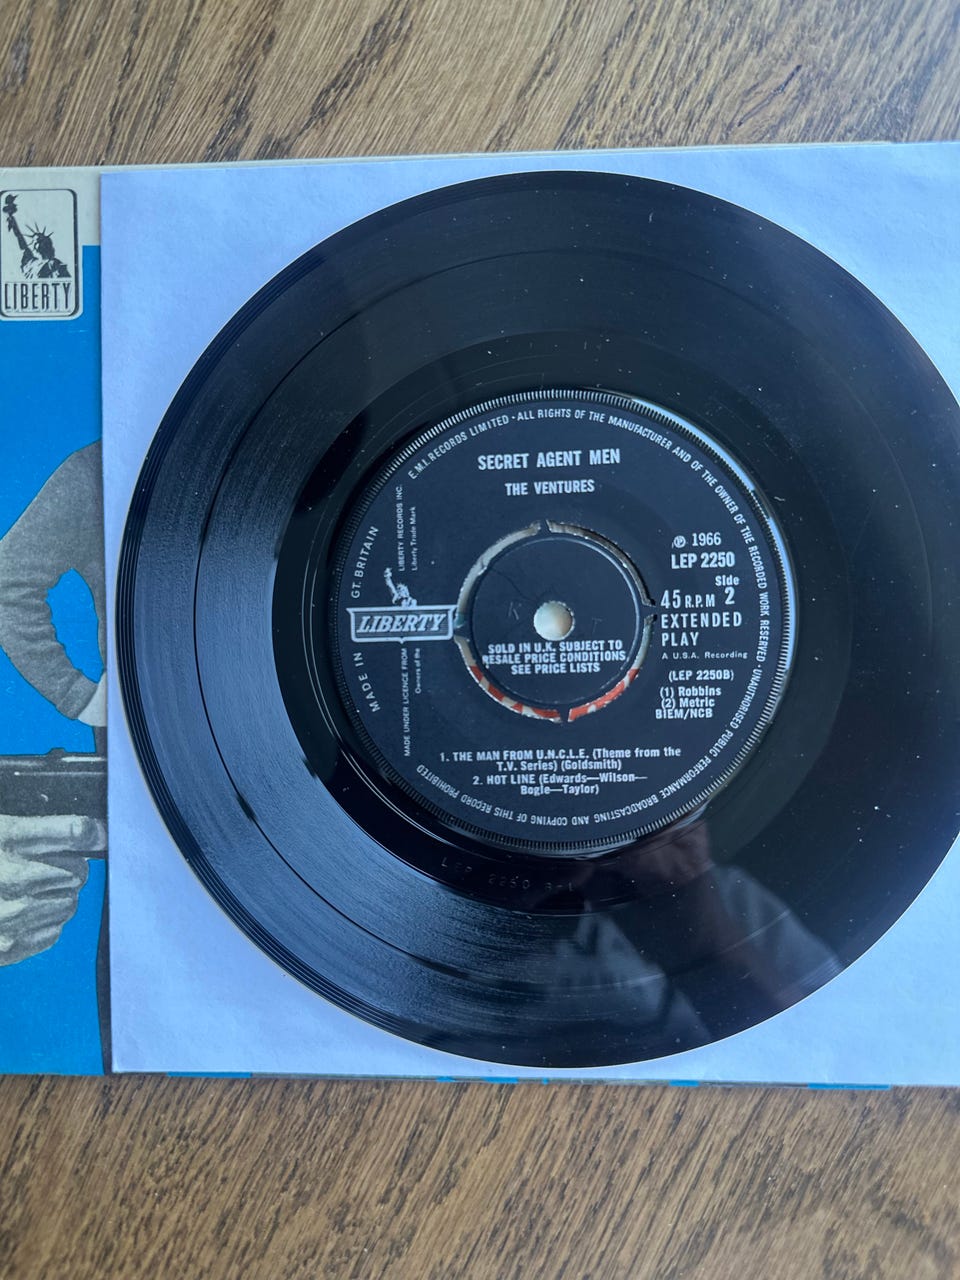 LIBERTY
E.M.I. RECORDS LIMITED · ALL RIGHTS OF THE MANUFACTURER AND OF THE OWNER OF THE RECORDED WORK RESERVED · UNAUTHORISED PUBLIC PERFORMANCE BROADCASTING AND COPYING OF THIS RECORD PROHIBITED
MADE IN GT. BRITAIN
SECRET AGENT MEN
THE VENTURES
LIBERTY RECORDS INC.
Liberty Trade Mark
MADE UNDER LICENCE FROM
Owners of the
LIBERTY
℗ 1966
LEP 2250
Side
45 R.P.M 2
EXTENDED
PLAY
A U.S.A. Recording
(LEP 2250B)
(1) Robbins
(2) Metric
BIEM/NCB
K T
SOLD IN U.K. SUBJECT TO
RESALE PRICE CONDITIONS,
SEE PRICE LISTS
1. THE MAN FROM U.N.C.L.E. (Theme from the
T.V. Series) (Goldsmith)
2. HOT LINE (Edwards—Wilson—
Bogle—Taylor)
LEP 2250 B-1